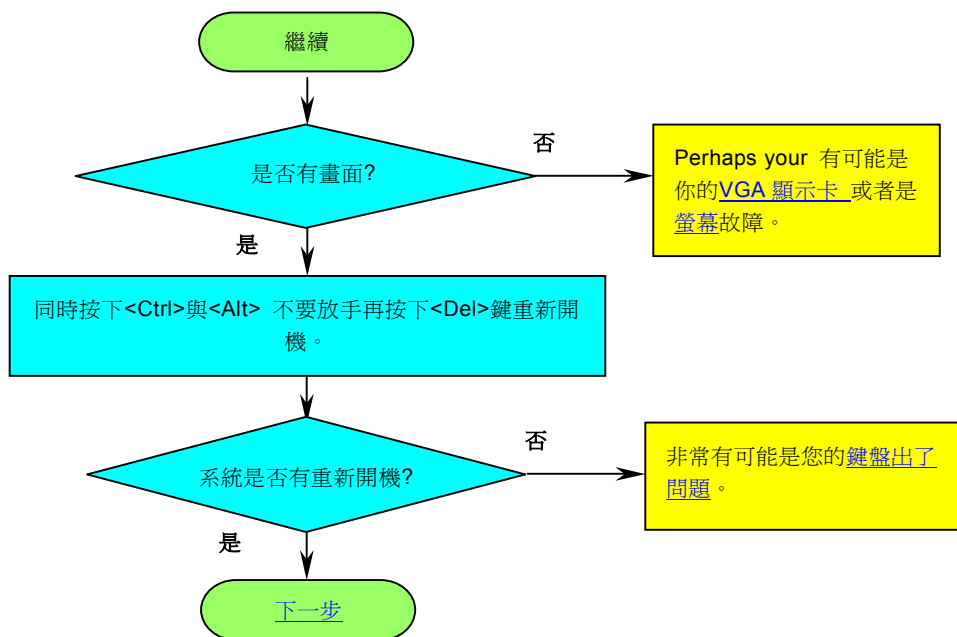 繼續
是否有畫面?
否
Perhaps your 有可能是
你的VGA 顯示卡 或者是
螢幕故障。
是
同時按下<Ctrl>與<Alt> 不要放手再按下<Del>鍵重新開
機。
系統是否有重新開機?
否
非常有可能是您的鍵盤出了
問題。
是
下一步